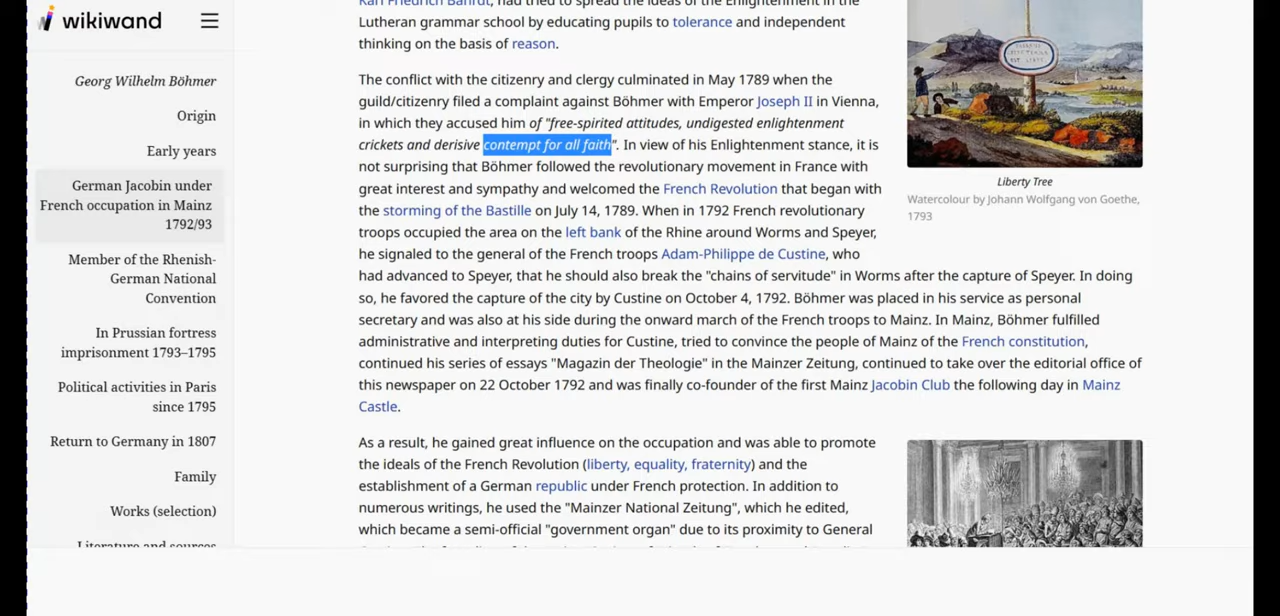 wikiwand
Georg Wilhelm Böhmer
Origin
Early years
German Jacobin under
French occupation in Mainz
1792/93
Member of the Rhenish-
German National
Convention
In Prussian fortress
imprisonment 1793–1795
Political activities in Paris
since 1795
Return to Germany in 1807
Family
Works (selection)
Literature and sources
Karl Friedrich Bahrdt, had tried to spread the ideas of the Enlightenment in the
Lutheran grammar school by educating pupils to tolerance and independent
thinking on the basis of reason.
The conflict with the citizenry and clergy culminated in May 1789 when the
guild/citizenry filed a complaint against Böhmer with Emperor Joseph II in Vienna,
in which they accused him of "free-spirited attitudes, undigested enlightenment
crickets and derisive contempt for all faith". In view of his Enlightenment stance, it is
not surprising that Böhmer followed the revolutionary movement in France with
great interest and sympathy and welcomed the French Revolution that began with
the storming of the Bastille on July 14, 1789. When in 1792 French revolutionary
troops occupied the area on the left bank of the Rhine around Worms and Speyer,
he signaled to the general of the French troops Adam-Philippe de Custine, who
had advanced to Speyer, that he should also break the "chains of servitude" in Worms after the capture of Speyer. In doing
so, he favored the capture of the city by Custine on October 4, 1792. Böhmer was placed in his service as personal
secretary and was also at his side during the onward march of the French troops to Mainz. In Mainz, Böhmer fulfilled
administrative and interpreting duties for Custine, tried to convince the people of Mainz of the French constitution,
continued his series of essays "Magazin der Theologie" in the Mainzer Zeitung, continued to take over the editorial office of
this newspaper on 22 October 1792 and was finally co-founder of the first Mainz Jacobin Club the following day in Mainz
Castle.
As a result, he gained great influence on the occupation and was able to promote
the ideals of the French Revolution (liberty, equality, fraternity) and the
establishment of a German republic under French protection. In addition to
numerous writings, he used the "Mainzer National Zeitung", which he edited,
which became a semi-official "government organ" due to its proximity to General
Liberty Tree
Watercolour by Johann Wolfgang von Goethe,
1793